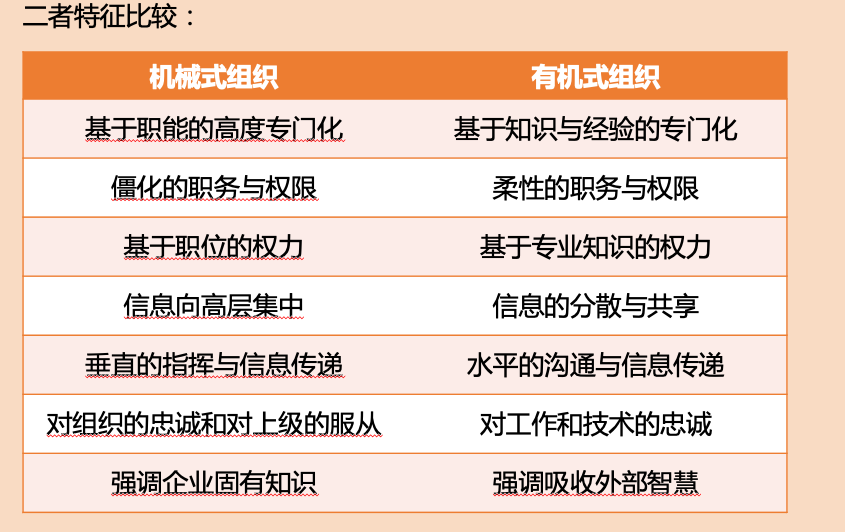 二者特征比较：
机械式组织 有机式组织
基于职能的高度专门化 基于知识与经验的专门化
僵化的职务与权限 柔性的职务与权限
基于职位的权力 基于专业知识的权力
信息向高层集中 信息的分散与共享
垂直的指挥与信息传递 水平的沟通与信息传递
对组织的忠诚和对上级的服从 对工作和技术的忠诚
强调企业固有知识 强调吸收外部智慧